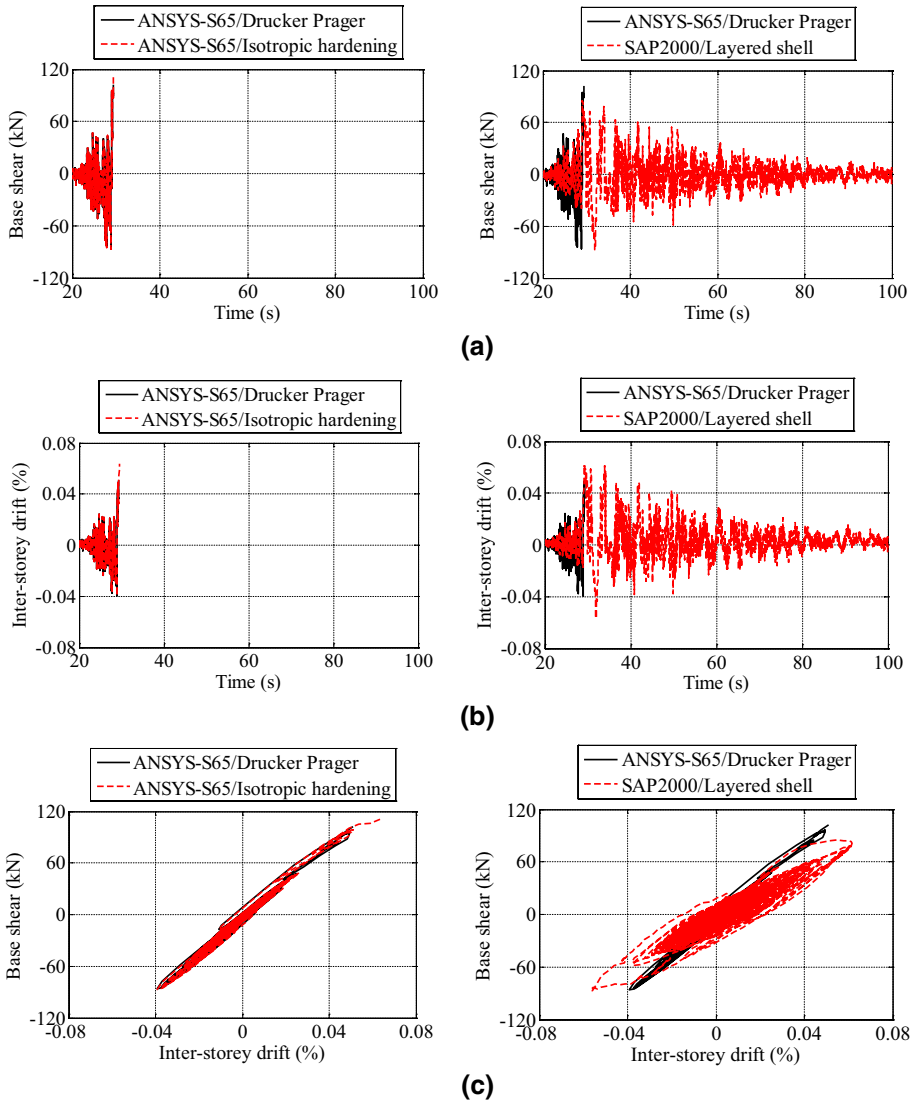 ANSYS-S65/Drucker Prager
ANSYS-S65/Isotropic hardening
Base shear (kN)
120
60
0
-60
-120
20 40 60 80 100
Time (s)
ANSYS-S65/Drucker Prager
SAP2000/Layered shell
Base shear (kN)
120
60
0
-60
-120
20 40 60 80 100
Time (s)
(a)
ANSYS-S65/Drucker Prager
ANSYS-S65/Isotropic hardening
Inter-storey drift (%)
0.08
0.04
0
-0.04
-0.08
20 40 60 80 100
Time (s)
ANSYS-S65/Drucker Prager
SAP2000/Layered shell
Inter-storey drift (%)
0.08
0.04
0
-0.04
-0.08
20 40 60 80 100
Time (s)
(b)
ANSYS-S65/Drucker Prager
ANSYS-S65/Isotropic hardening
Base shear (kN)
120
60
0
-60
-120
-0.08 -0.04 0 0.04 0.08
Inter-storey drift (%)
ANSYS-S65/Drucker Prager
SAP2000/Layered shell
Base shear (kN)
120
60
0
-60
-120
-0.08 -0.04 0 0.04 0.08
Inter-storey drift (%)
(c)